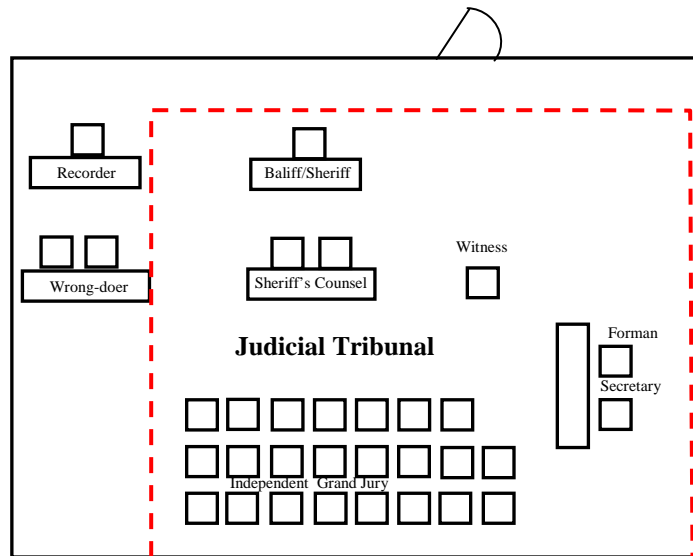 Recorder
Baliff/Sheriff
Wrong-doer
Sheriff's Counsel
Witness
Judicial Tribunal
Forman
Secretary
Independent Grand Jury